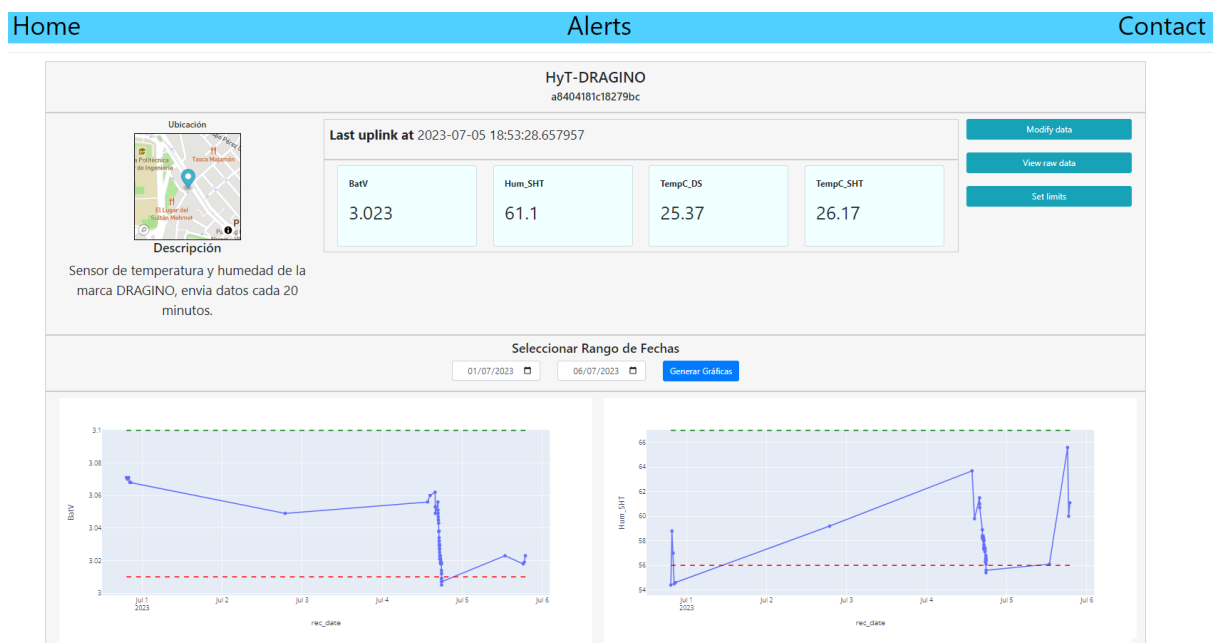 Home Alerts Contact
HyT-DRAGINO
a8404181c18279bc
Ubicación
Tasca Majamón
a Politécnica
de Ingeniería
El Lugar del
Sultán Mehmet
P
Descripción
Sensor de temperatura y humedad de la
marca DRAGINO, envia datos cada 20
minutos.
Last uplink at 2023-07-05 18:53:28.657957
BatV
3.023
Hum_SHT
61.1
TempC_DS
25.37
TempC_SHT
26.17
Modify data
View raw data
Set limits
Seleccionar Rango de Fechas
01/07/2023 06/07/2023 Generar Gráficas
BatV
3.1
3.08
3.06
3.04
3.02
3
Jul 1 Jul 2 Jul 3 Jul 4 Jul 5 Jul 6
2023
rec_date
Hum_SHT
66
64
62
60
58
56
54
Jul 1 Jul 2 Jul 3 Jul 4 Jul 5 Jul 6
2023
rec_date